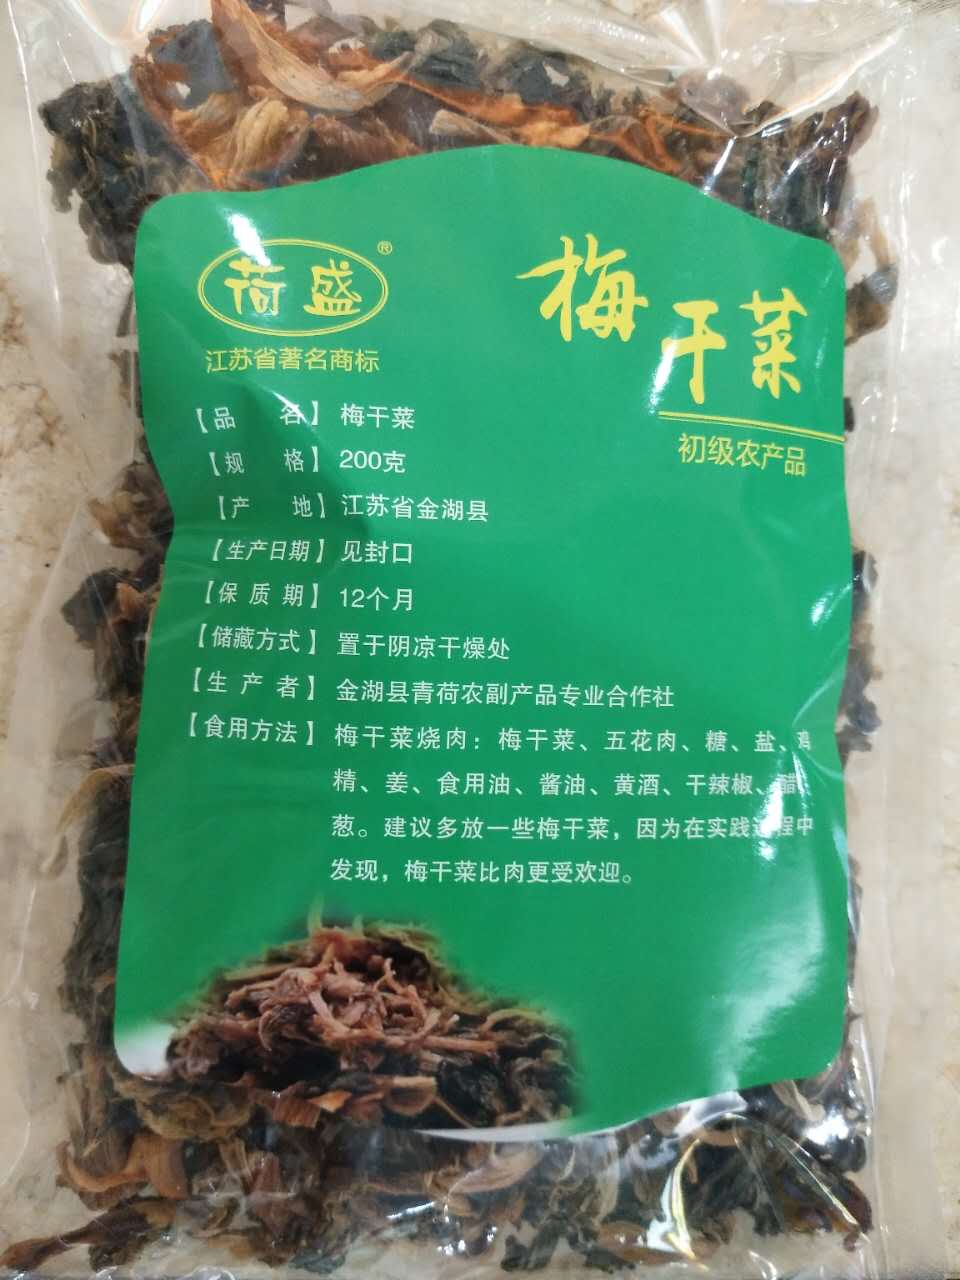 荷盛®
江苏省著名商标
梅干菜
初级农产品
【品 名】 梅干菜
【规 格】 200克
【产 地】 江苏省金湖县
【生产日期】 见封口
【保 质 期】 12个月
【储藏方式】 置于阴凉干燥处
【生 产 者】 金湖县青荷农副产品专业合作社
【食用方法】 梅干菜烧肉：梅干菜、五花肉、糖、盐、鸡
精、姜、食用油、酱油、黄酒、干辣椒、醋、
葱。建议多放一些梅干菜，因为在实践过程中
发现，梅干菜比肉更受欢迎。